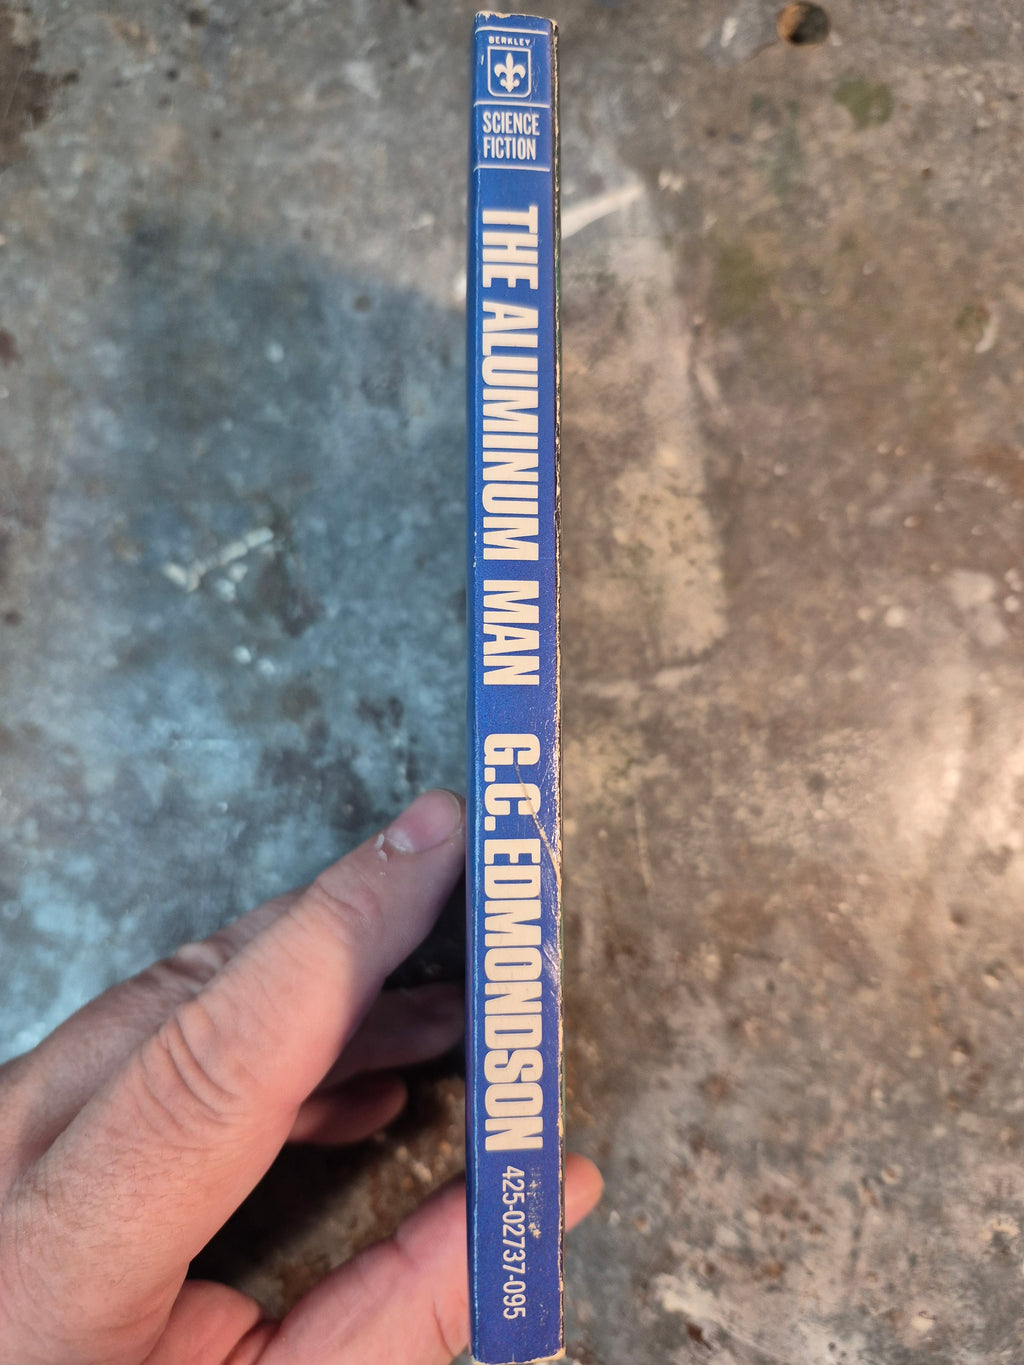 BERKLEY
SCIENCE
FICTION
THE ALUMINUM MAN G.C. EDMONDSON 425-02737-095